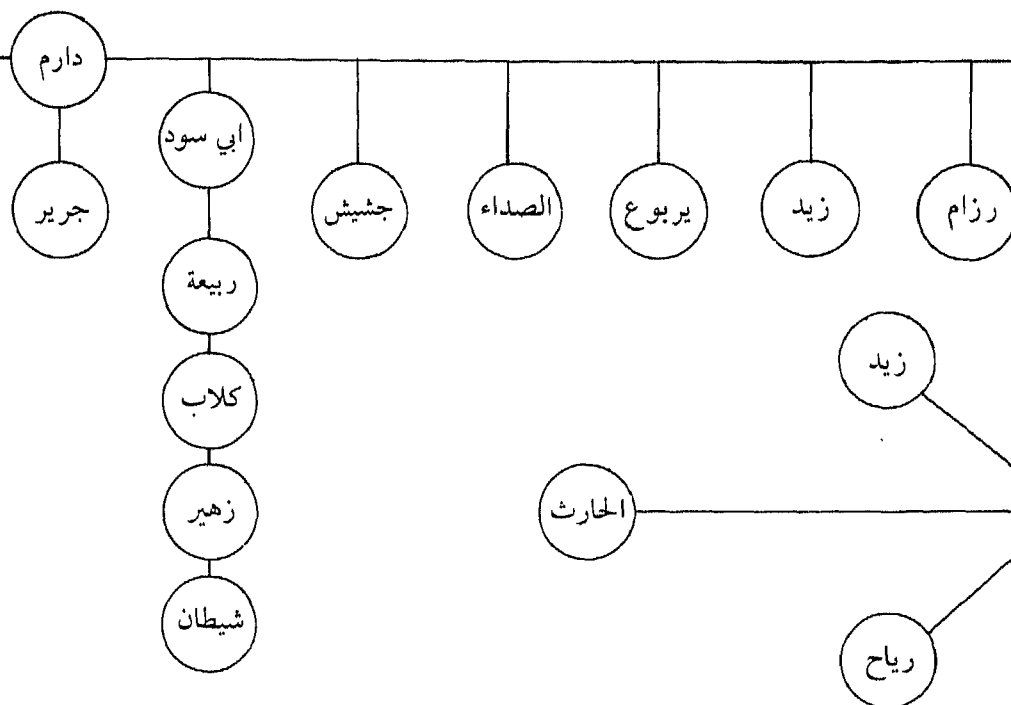 دارم
ابي سود
رزام
زيد
يربوع
الصداء
جشيش
جرير
ربيعة
زيد
كلاب
الحارث
زهير
شيطان
رياح